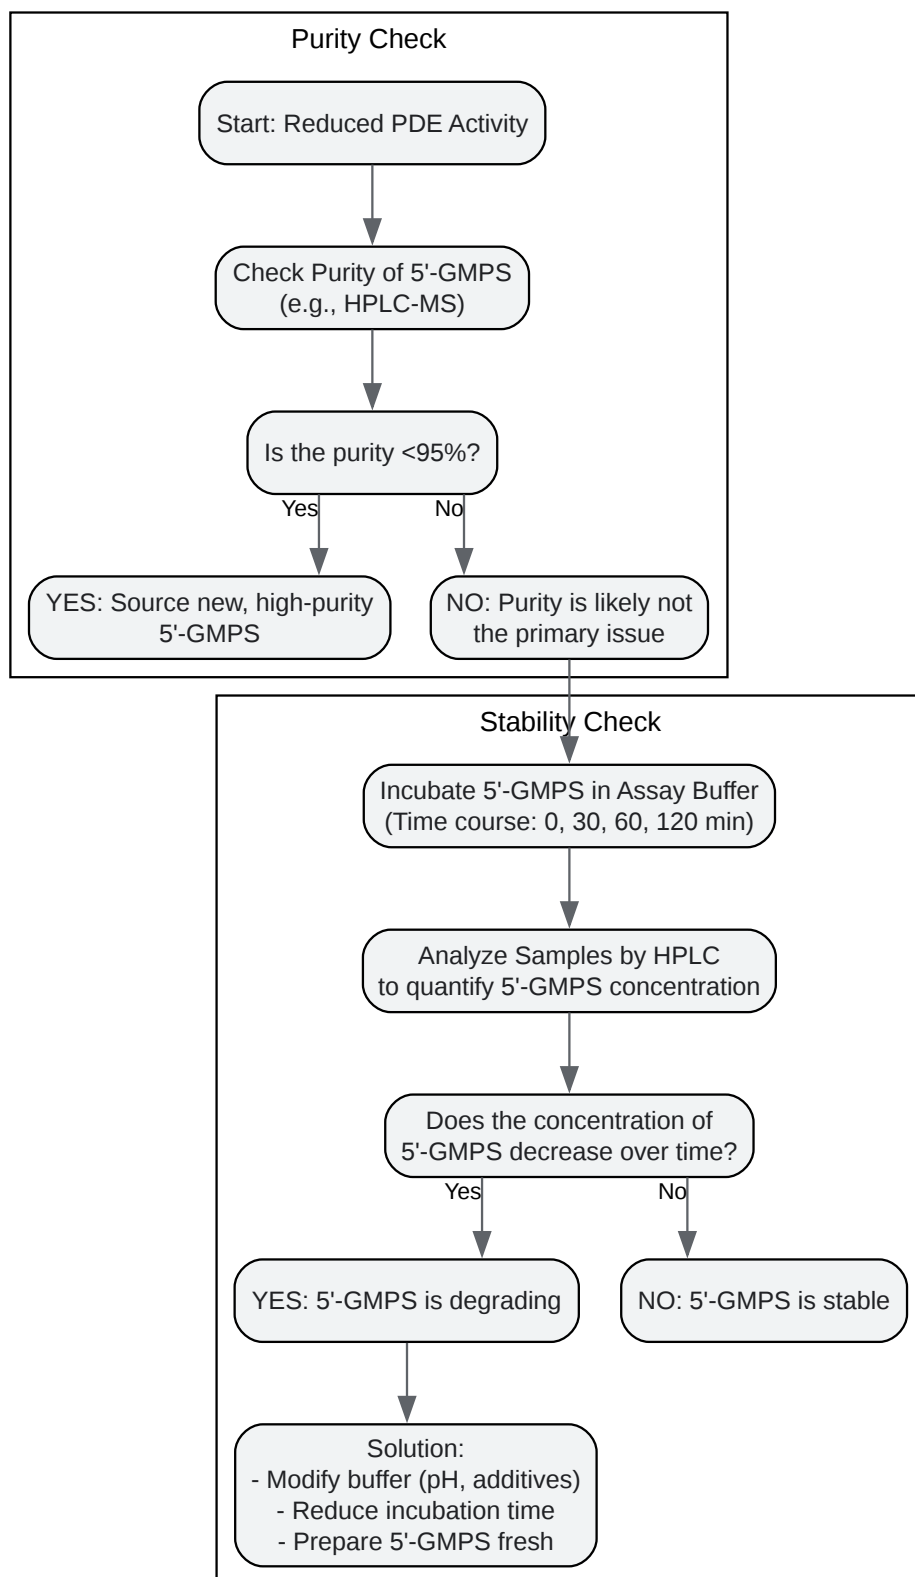 Purity Check
Start: Reduced PDE Activity
Check Purity of 5'-GMPS
(e.g., HPLC-MS)
Is the purity <95%?
Yes
No
YES: Source new, high-purity
5'-GMPS
NO: Purity is likely not
the primary issue
Stability Check
Incubate 5'-GMPS in Assay Buffer
(Time course: 0, 30, 60, 120 min)
Analyze Samples by HPLC
to quantify 5'-GMPS concentration
Does the concentration of
5'-GMPS decrease over time?
Yes
No
YES: 5'-GMPS is degrading
NO: 5'-GMPS is stable
Solution:
- Modify buffer (pH, additives)
- Reduce incubation time
- Prepare 5'-GMPS fresh